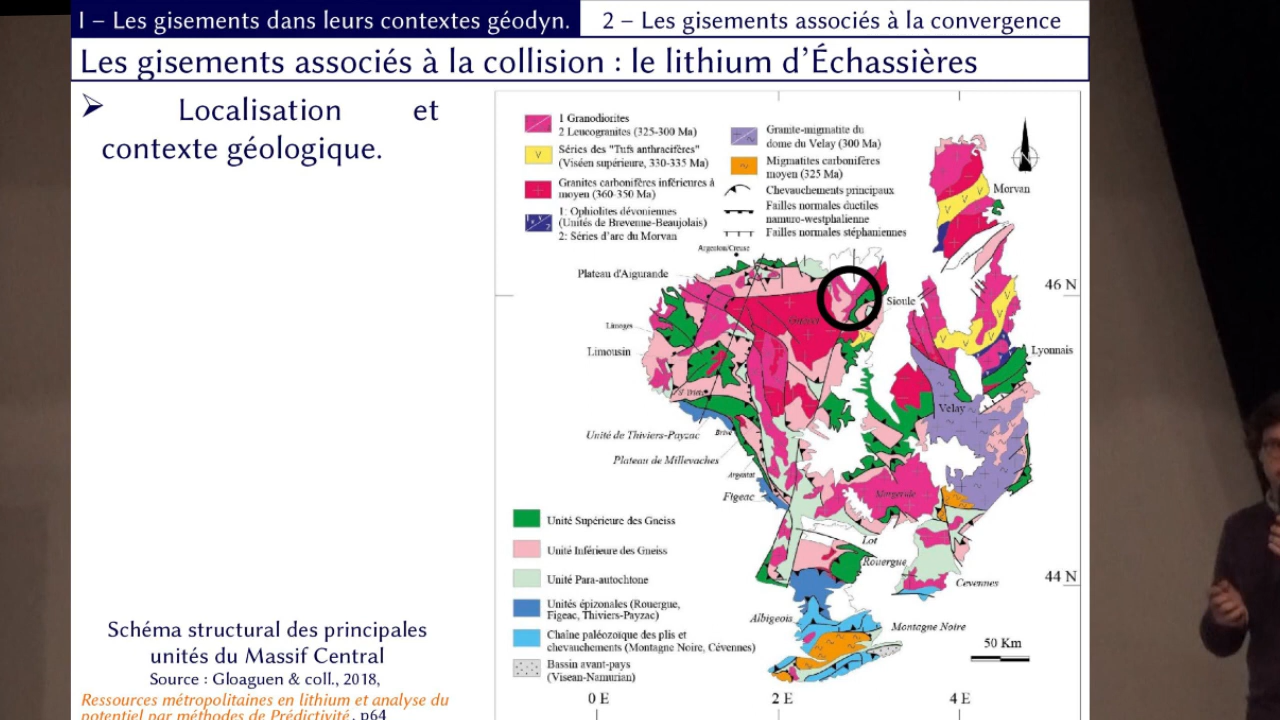 I – Les gisements dans leurs contextes géodyn.
2 – Les gisements associés à la convergence
Les gisements associés à la collision : le lithium d'Échassières
Localisation et
contexte géologique.
1 Granodiorites
2 Leucogranites (325-300 Ma)
Séries des "Tufs anthracifères"
(Viséen supérieure, 330-335 Ma)
Granites carbonifères inférieures à
moyen (360-350 Ma)
1: Ophiolites dévoniennes
(Unités de Brevenne-Beaujolais)
2: Séries d'arc du Morvan
Granite-migmatite du
dome du Velay (300 Ma)
Migmatites carbonifères
moyen (325 Ma)
Chevauchements principaux
Failles normales ductiles
namuro-westphalienne
Failles normales stéphaniennes
N
Morvan
Argenton/Creuse
Plateau d'Aigurande
46 N
Sioule
Guéret
Limoges
Limousin
Lyonnais
Velay
Unité de Thiviers-Payzac
Brive
Plateau de Millevaches
Argentat
Figeac
Margeride
Lot
Rouergue
44 N
Cévennes
Albigeois
Montagne Noire
50 Km
Unité Supérieure des Gneiss
Unité Inférieure des Gneiss
Unité Para-autochtone
Unités épizonales (Rouergue,
Figeac, Thiviers-Payzac)
Chaîne paléozoïque des plis et
chevauchements (Montagne Noire, Cévennes)
Bassin avant-pays
(Visean-Namurian)
0 E
2 E
4 E
Schéma structural des principales
unités du Massif Central
Source : Gloaguen & coll., 2018,
Ressources métropolitaines en lithium et analyse du
potentiel par méthodes de Prédictivité, p64